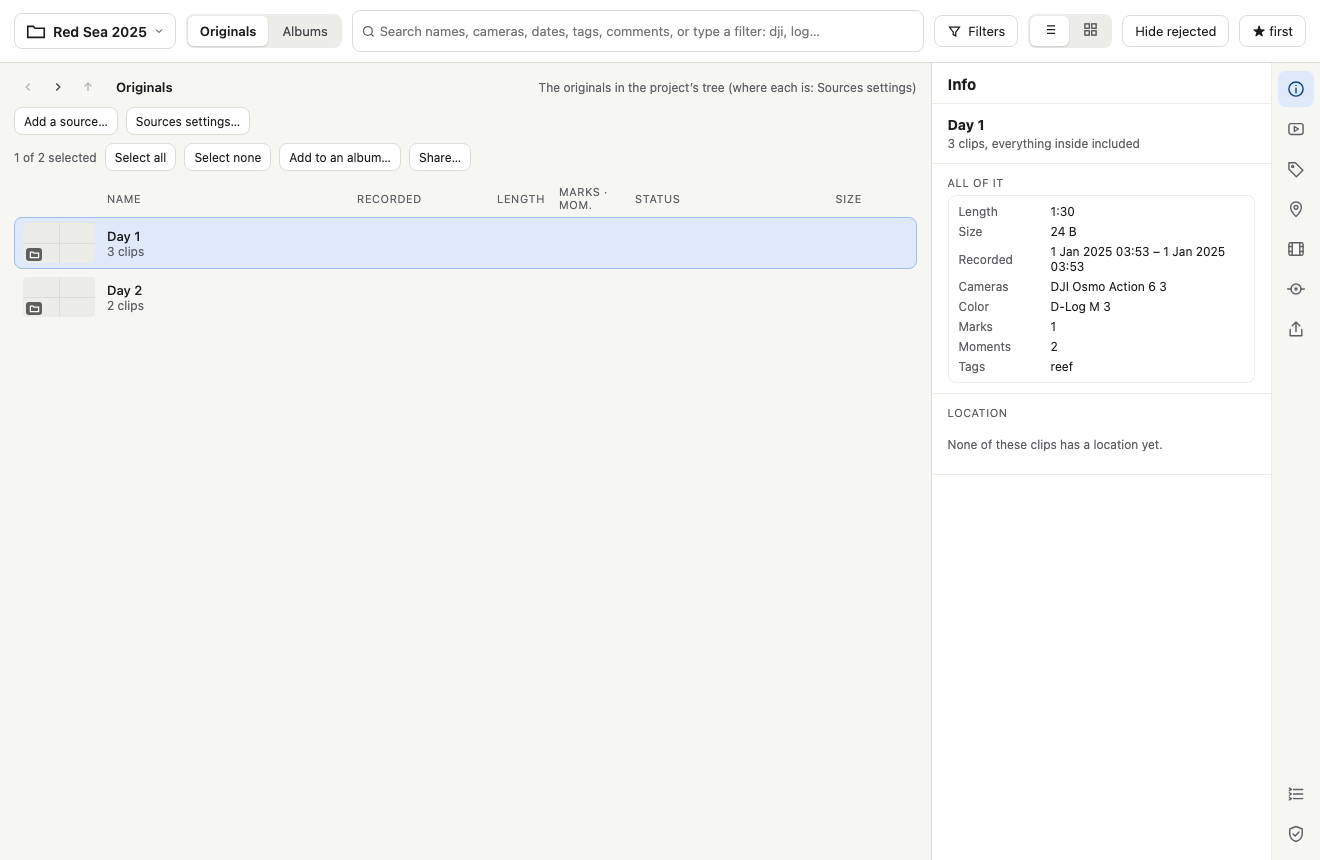 Red Sea 2025
Originals
Albums
Search names, cameras, dates, tags, comments, or type a filter: dji, log…
Filters
Hide rejected
★ first
Originals
The originals in the project's tree (where each is: Sources settings)
Add a source…
Sources settings…
1 of 2 selected
Select all
Select none
Add to an album…
Share…
NAME
RECORDED
LENGTH
MARKS ·
MOM.
STATUS
SIZE
Day 1
3 clips
Day 2
2 clips
Info
Day 1
3 clips, everything inside included
ALL OF IT
Length 1:30
Size 24 B
Recorded 1 Jan 2025 03:53 – 1 Jan 2025
03:53
Cameras DJI Osmo Action 6 3
Color D-Log M 3
Marks 1
Moments 2
Tags reef
LOCATION
None of these clips has a location yet.